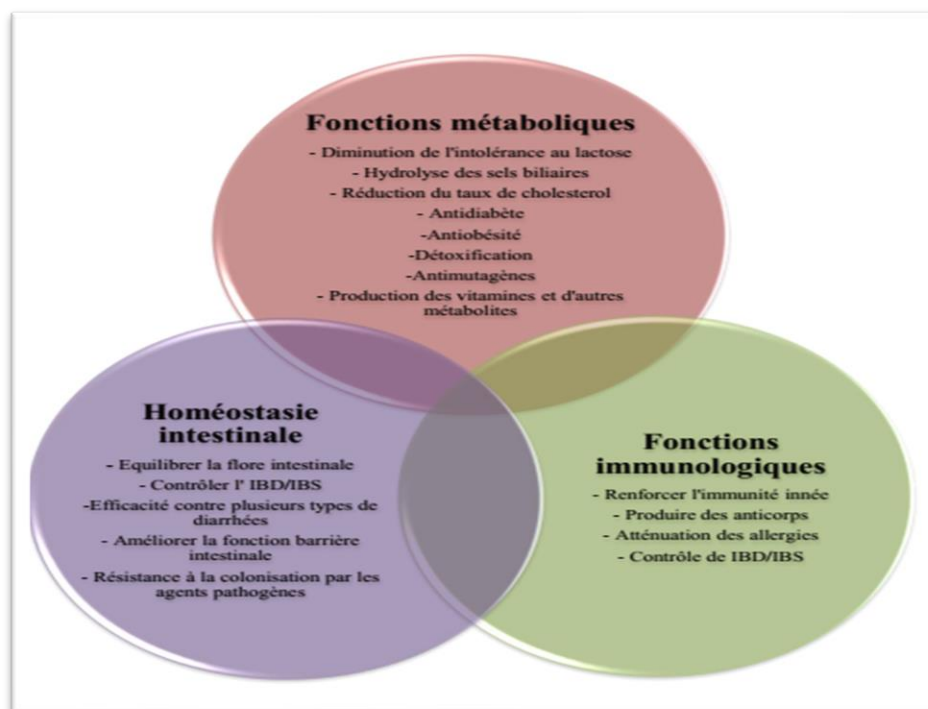 Fonctions métaboliques
- Diminution de l'intolérance au lactose
- Hydrolyse des sels biliaires
- Réduction du taux de cholesterol
- Antidiabète
-Antiobésité
-Détoxification
-Antimutagènes
- Production des vitamines et d'autres
métabolites
Homéostasie
intestinale
- Equilibrer la flore intestinale
- Contrôler l' IBD/IBS
-Efficacité contre plusieurs types de
diarrhées
- Améliorer la fonction barrière
intestinale
- Résistance à la colonisation par les
agents pathogènes
Fonctions
immunologiques
- Renforcer l'immunité innée
- Produire des anticorps
- Atténuation des allergies
- Contrôle de IBD/IBS